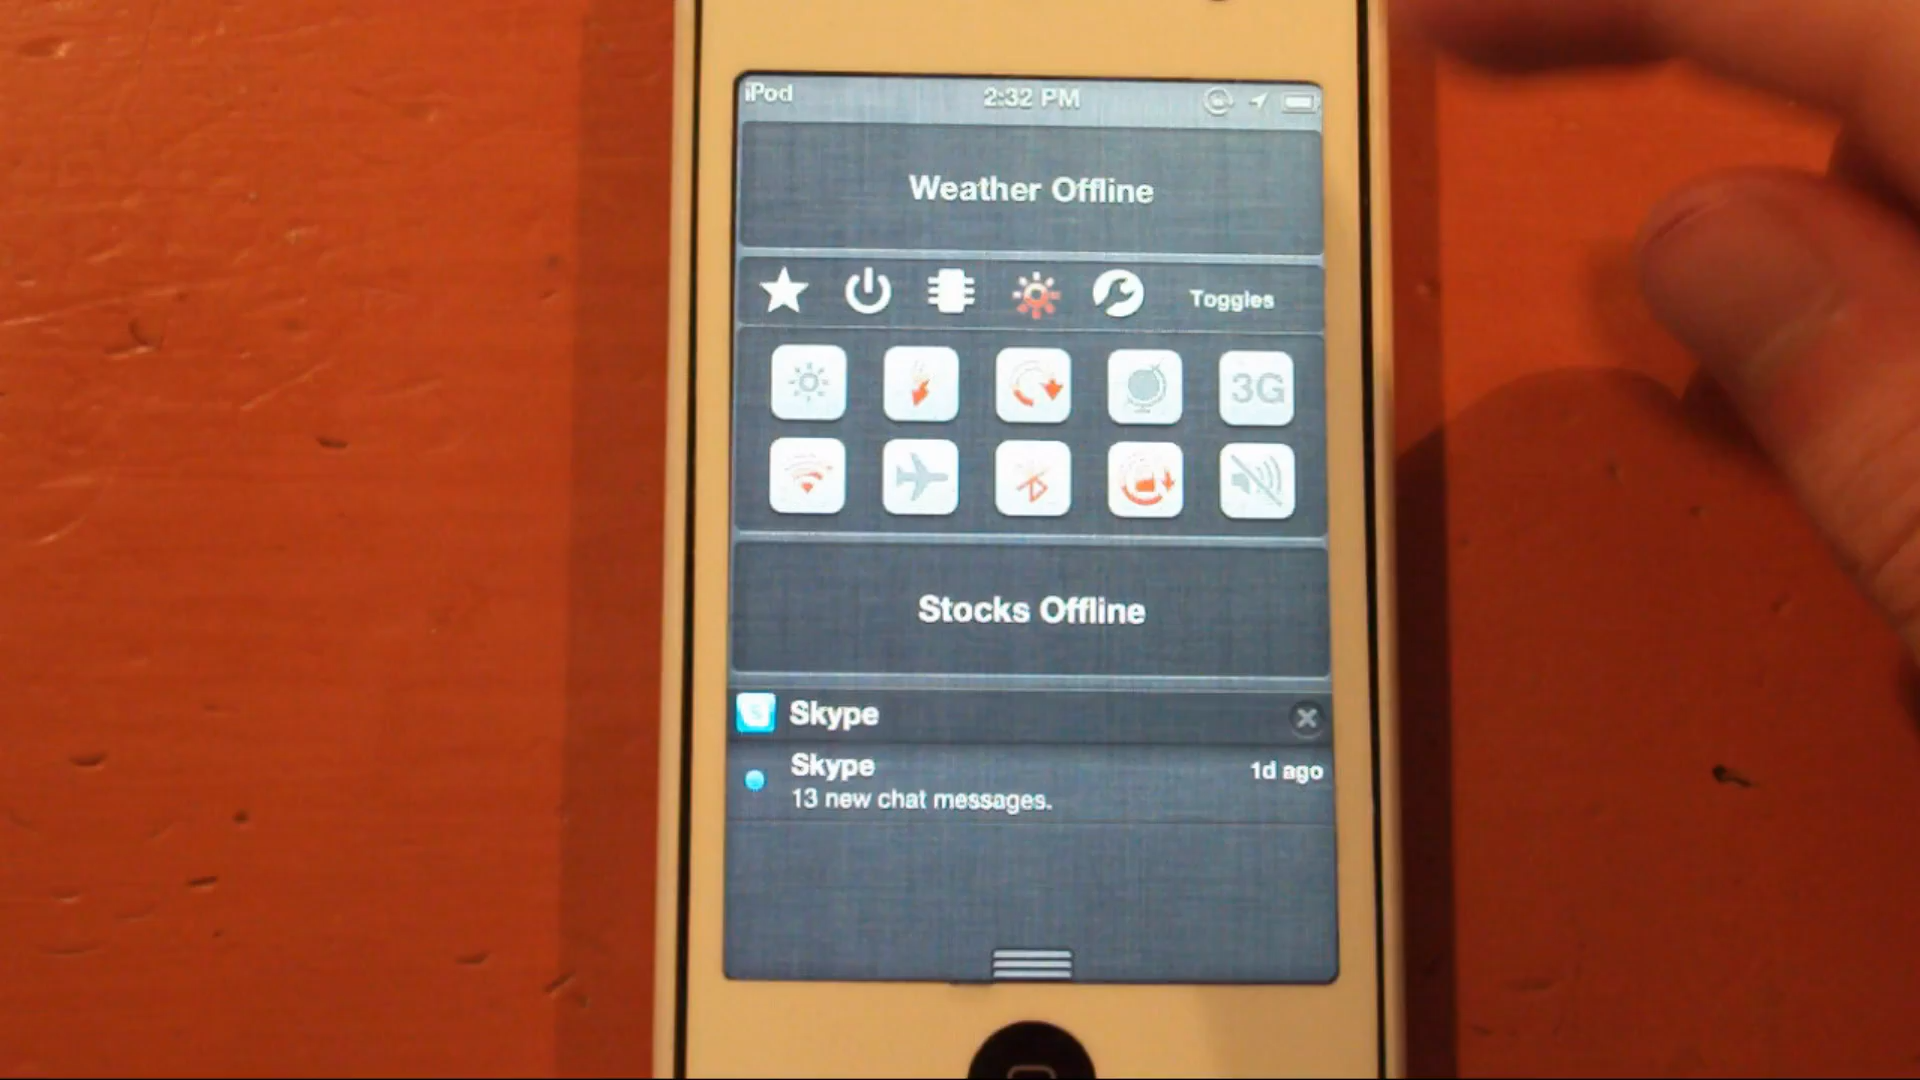 iPod 2:32 PM
Weather Offline
Toggles
3G
Stocks Offline
Skype
Skype 1d ago
13 new chat messages.